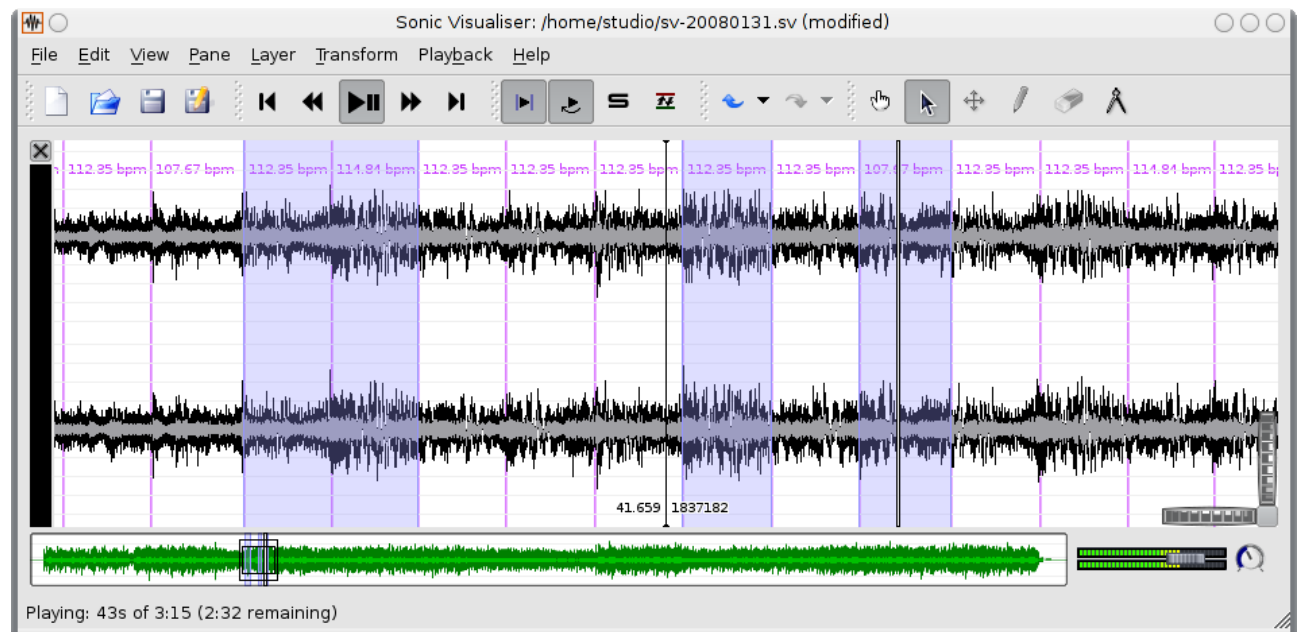 Sonic Visualiser: /home/studio/sv-20080131.sv (modified)
File Edit View Pane Layer Transform Playback Help
112.35 bpm 107.67 bpm 112.35 bpm 114.84 bpm 112.35 bpm 112.35 bpm 112.35 bpm 112.35 bpm 112.35 bpm 107.67 bpm 112.35 bpm 112.35 bpm 114.84 bpm 112.35
41.659 1837182
Playing: 43s of 3:15 (2:32 remaining)